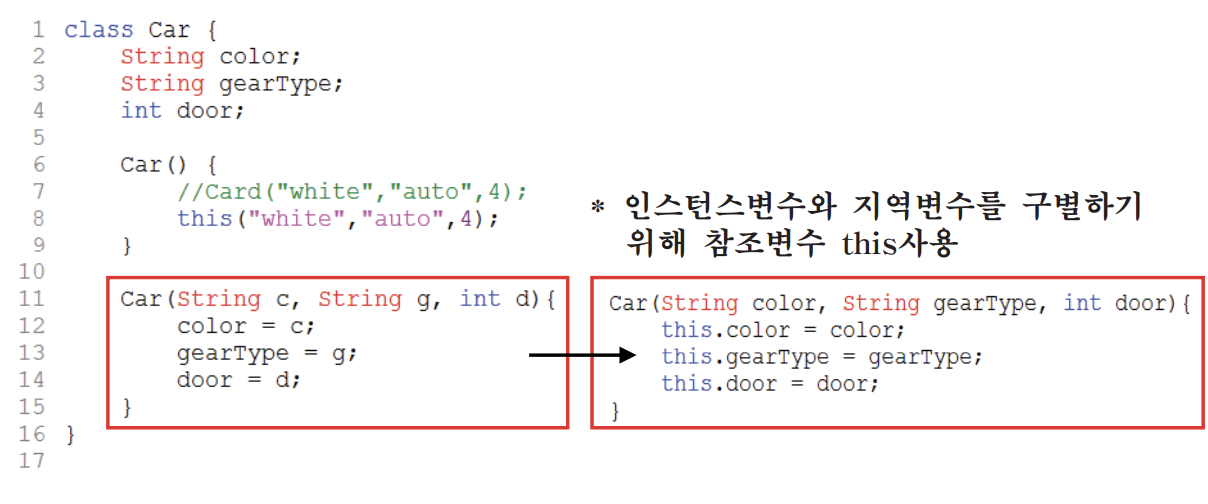 1 class Car {
2 String color;
3 String gearType;
4 int door;
5
6 Car() {
7 //Card("white","auto",4);
8 this("white","auto",4);
9 }
10
11 Car(String c, String g, int d){
12 color = c;
13 gearType = g;
14 door = d;
15 }
16 }
17
* 인스턴스변수와 지역변수를 구별하기
위해 참조변수 this사용
Car(String color, String gearType, int door){
this.color = color;
this.gearType = gearType;
this.door = door;
}